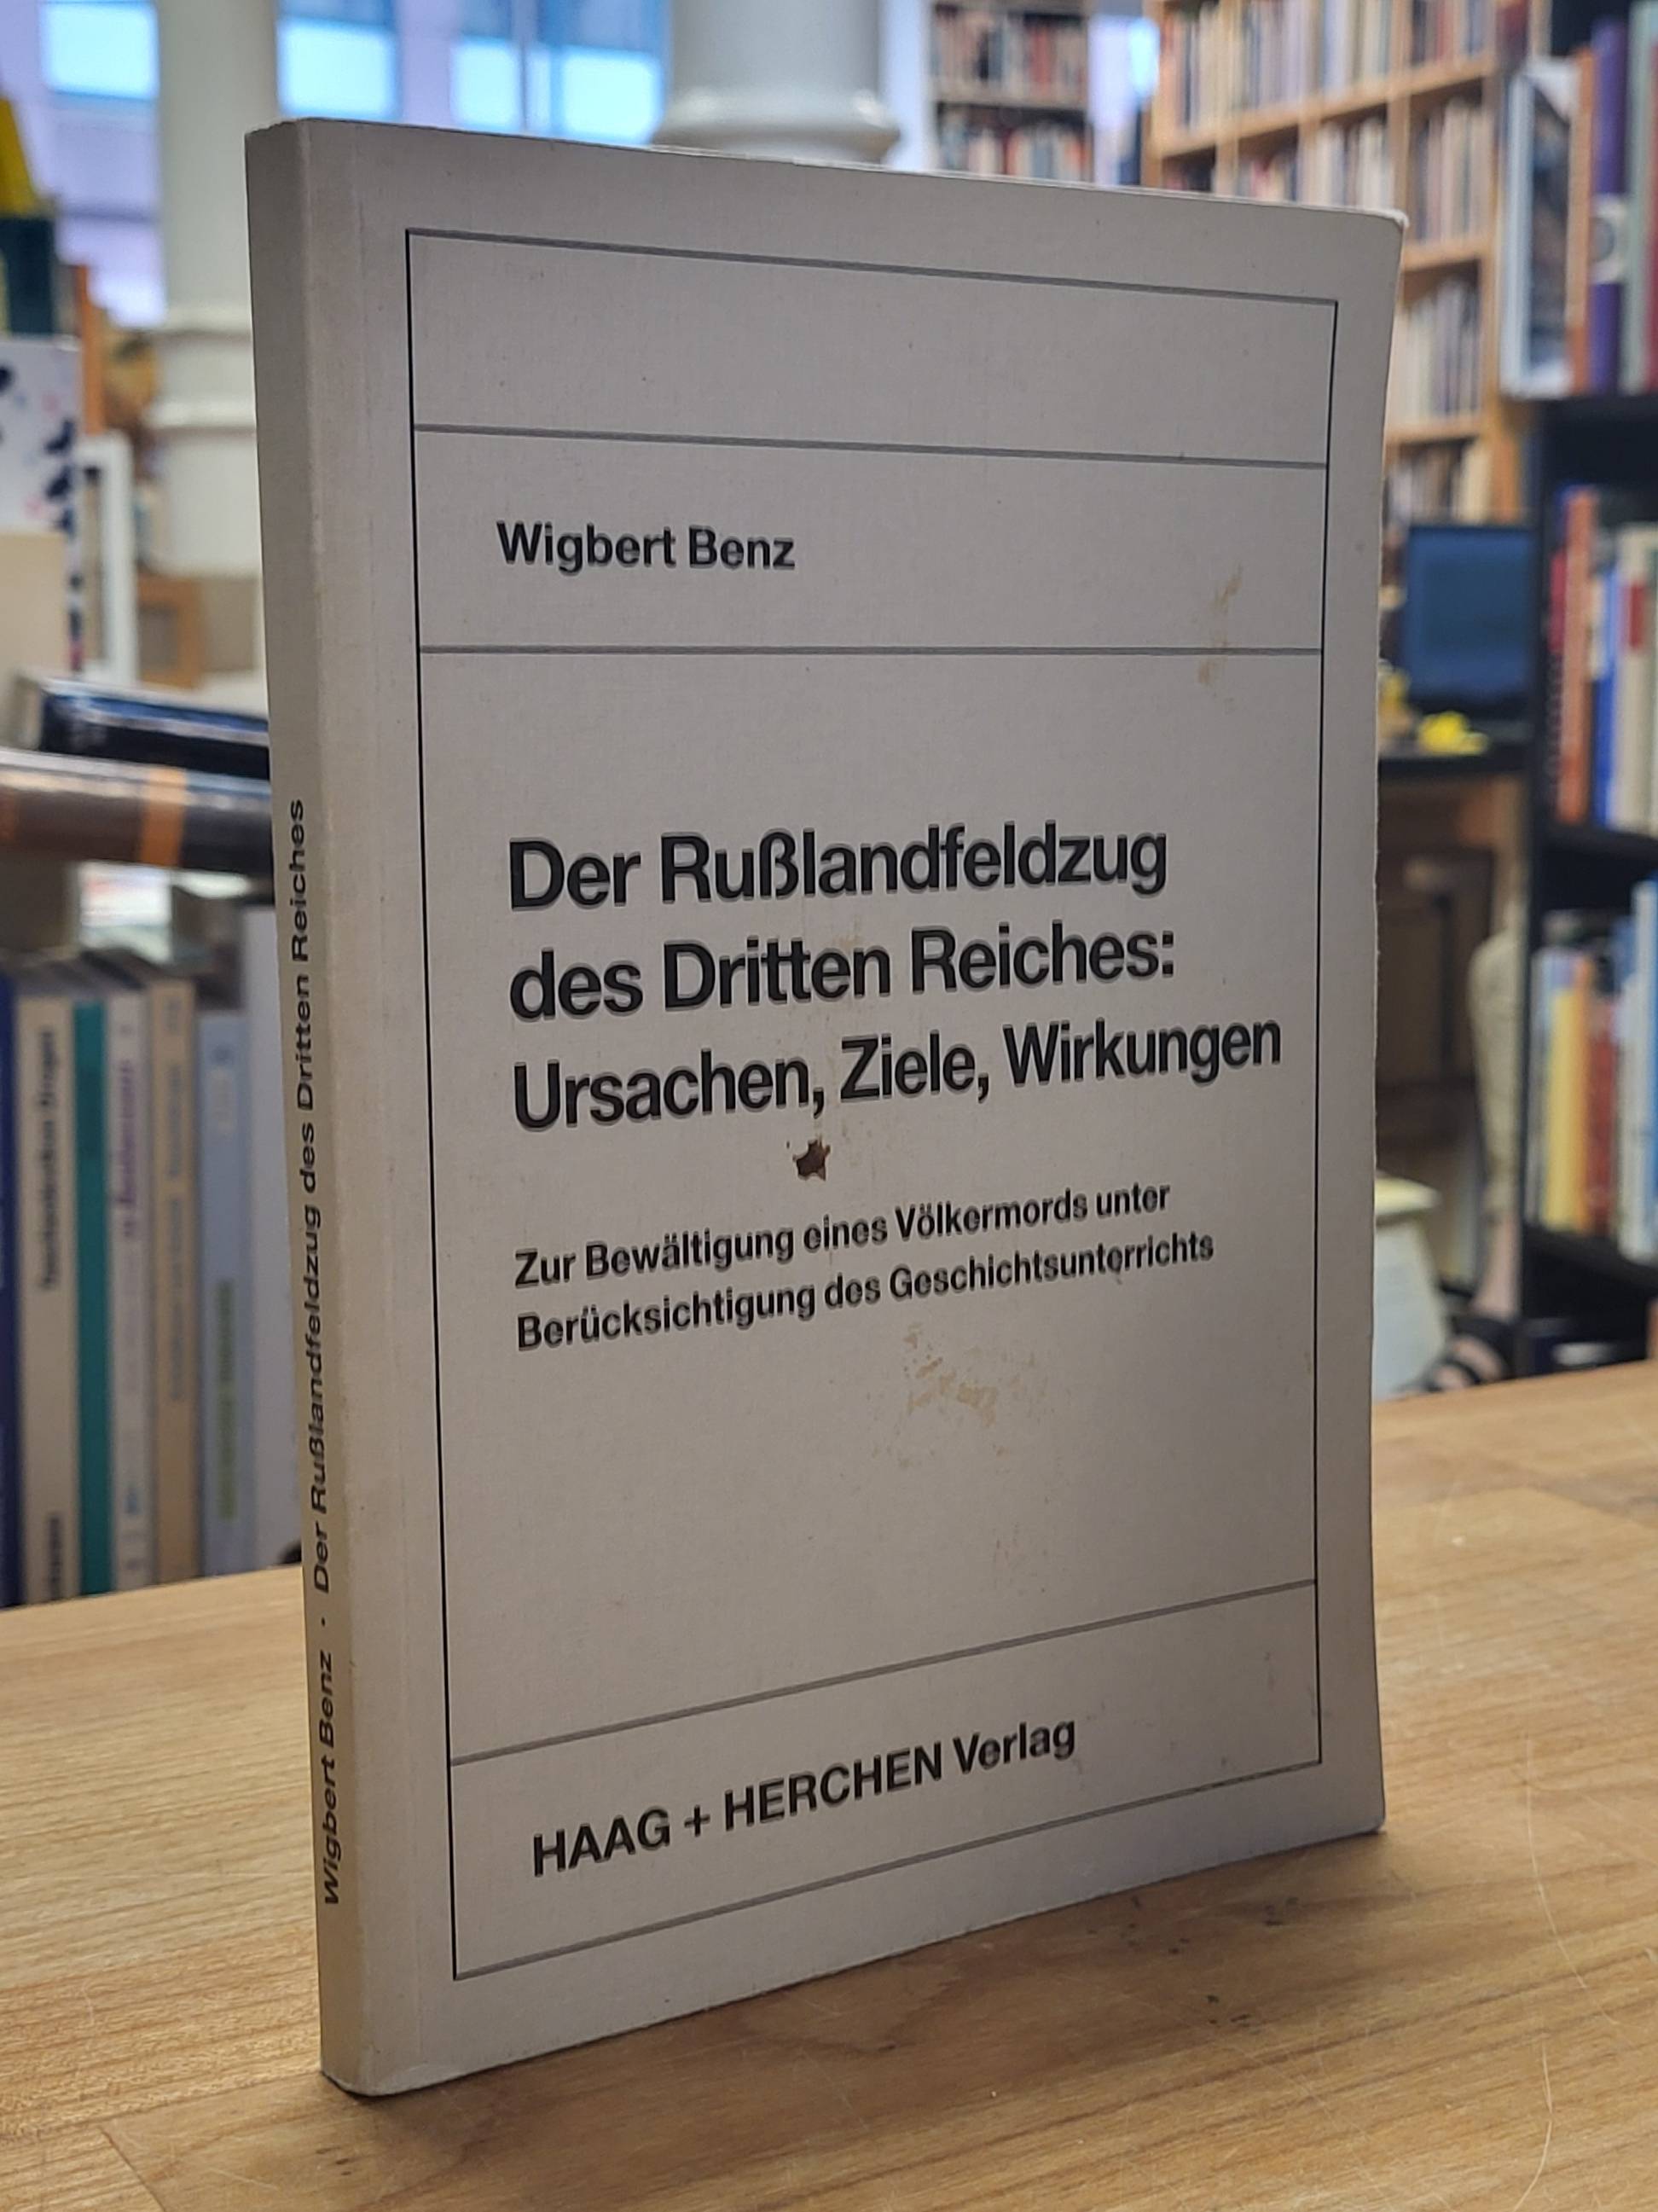 Wigbert Benz
Der Rußlandfeldzug
des Dritten Reiches:
Ursachen, Ziele, Wirkungen
Zur Bewältigung eines Völkermords unter
Berücksichtigung des Geschichtsunterrichts
HAAG + HERCHEN Verlag
Wigbert Benz · Der Rußlandfeldzug des Dritten Reiches